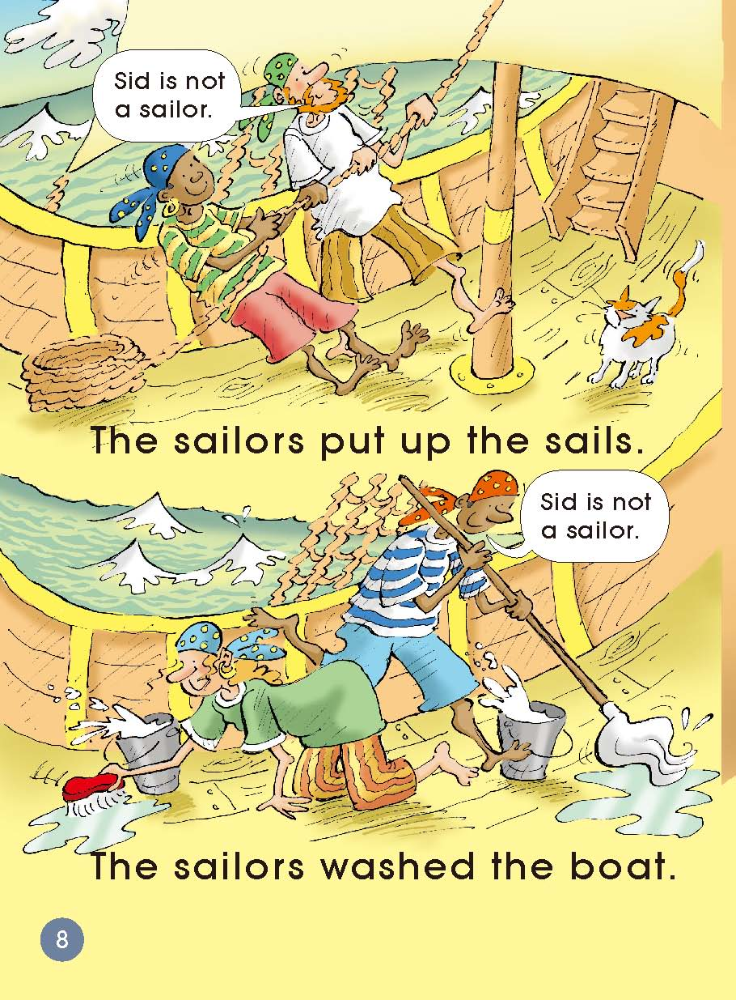 Sid is not
a sailor.
The sailors put up the sails.
Sid is not
a sailor.
The sailors washed the boat.
8